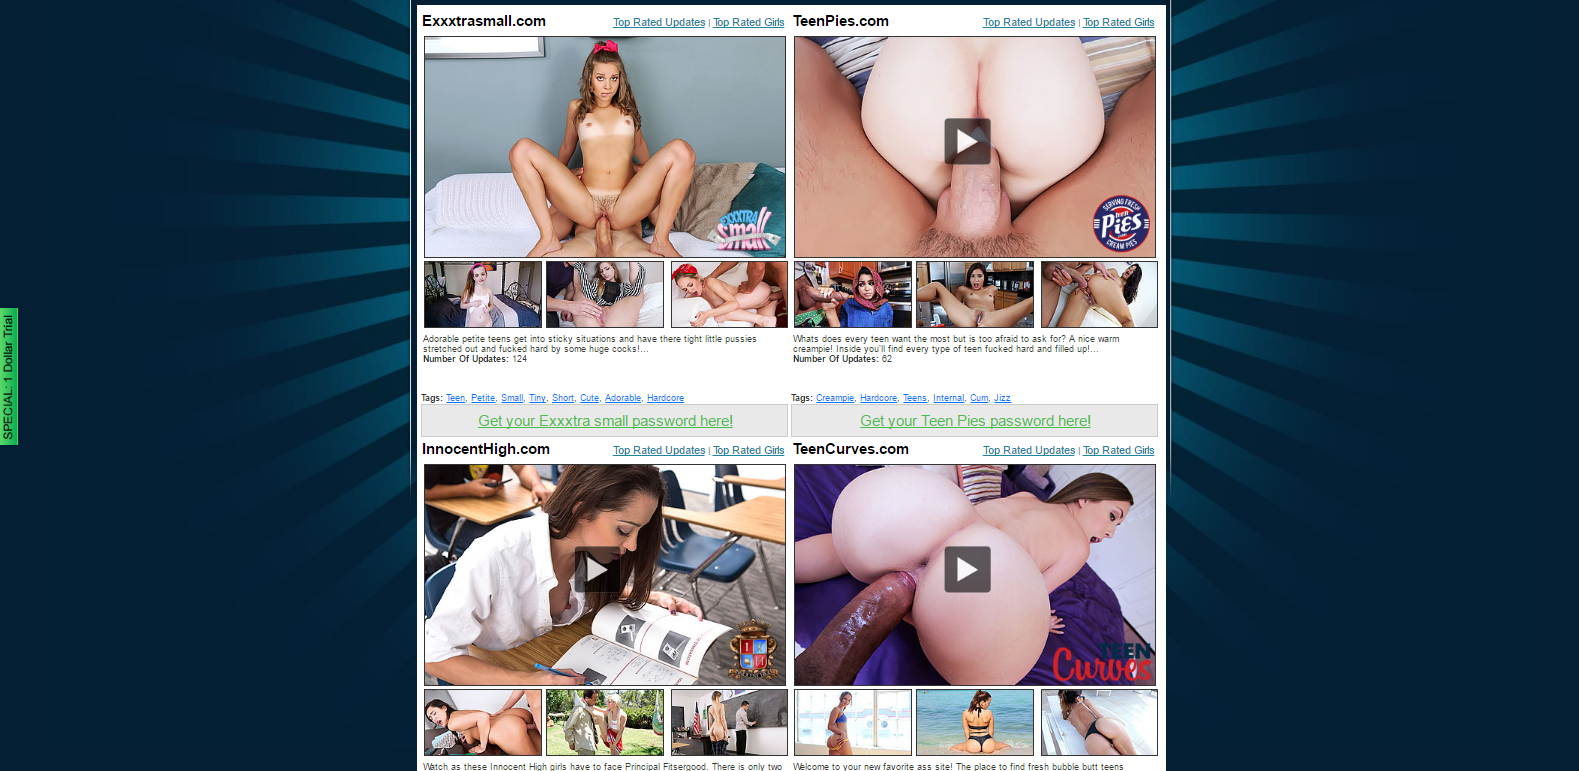 Exxxtrasmall.com
Top Rated Updates | Top Rated Girls
TeenPies.com
Top Rated Updates | Top Rated Girls
EXXXTRA
small
SERVING FRESH
teen
PiES
CREAM PIES
Adorable petite teens get into sticky situations and have there tight little pussies
stretched out and fucked hard by some huge cocks!...
Number Of Updates: 124
Whats does every teen want the most but is too afraid to ask for? A nice warm
creampie! Inside you'll find every type of teen fucked hard and filled up!...
Number Of Updates: 62
Tags: Teen, Petite, Small, Tiny, Short, Cute, Adorable, Hardcore
Tags: Creampie, Hardcore, Teens, Internal, Cum, Jizz
Get your Exxxtra small password here!
Get your Teen Pies password here!
InnocentHigh.com
Top Rated Updates | Top Rated Girls
TeenCurves.com
Top Rated Updates | Top Rated Girls
TEEN
Curves
Watch as these Innocent High girls have to face Principal Fitsergood. There is only two
Welcome to your new favorite ass site! The place to find fresh bubble butt teens
SPECIAL: 1 Dollar Trial